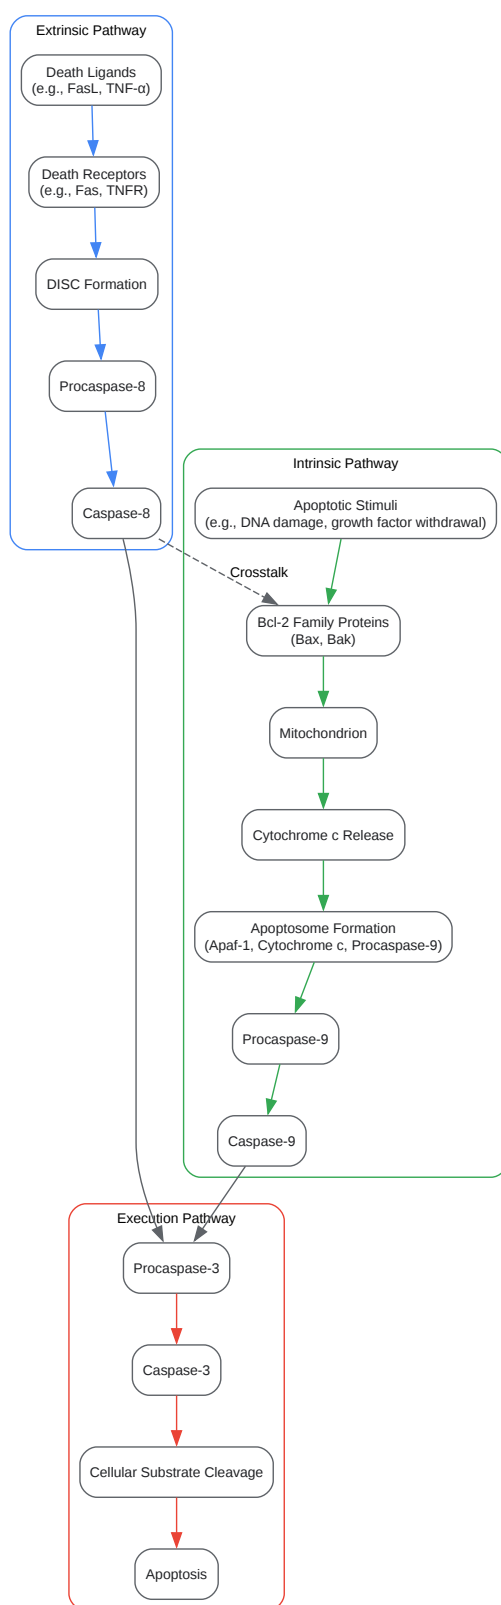 Extrinsic Pathway
Death Ligands
(e.g., FasL, TNF-α)
Death Receptors
(e.g., Fas, TNFR)
DISC Formation
Procaspase-8
Caspase-8
Intrinsic Pathway
Apoptotic Stimuli
(e.g., DNA damage, growth factor withdrawal)
Crosstalk
Bcl-2 Family Proteins
(Bax, Bak)
Mitochondrion
Cytochrome c Release
Apoptosome Formation
(Apaf-1, Cytochrome c, Procaspase-9)
Procaspase-9
Caspase-9
Execution Pathway
Procaspase-3
Caspase-3
Cellular Substrate Cleavage
Apoptosis